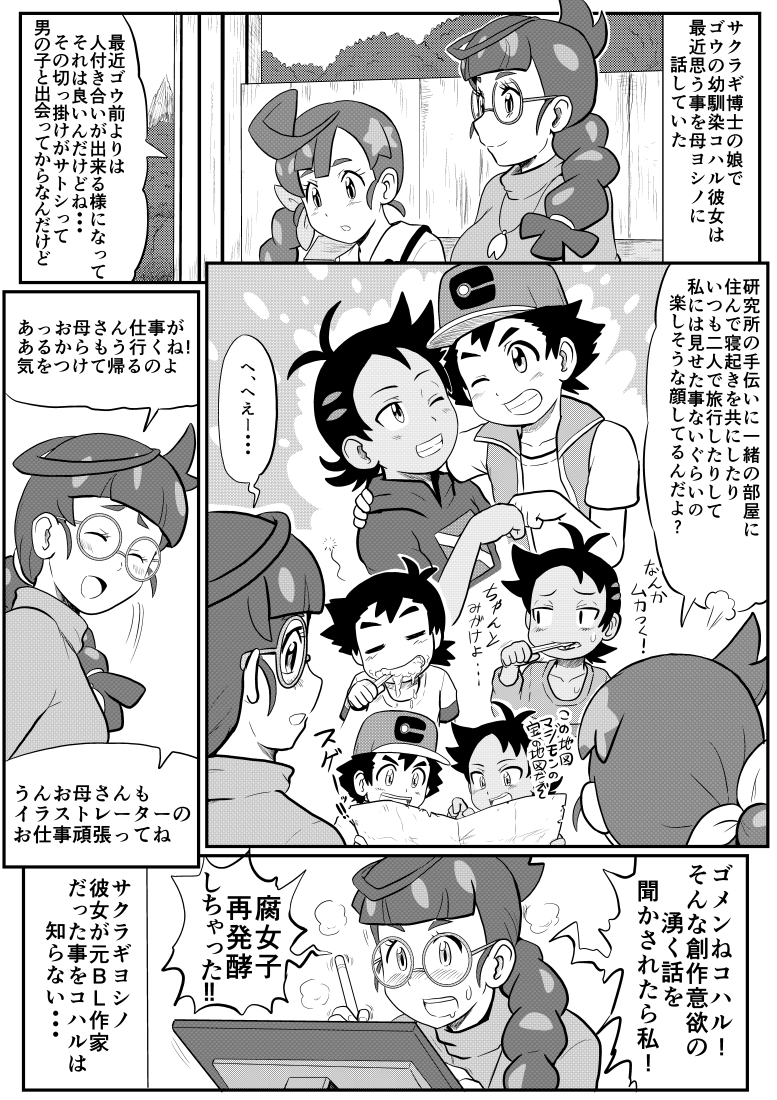 サクラギ博士の娘で
ゴウの幼馴染コハル彼女は
最近思う事を母ヨシノに
話していた
最近ゴウ前よりは
人付き合いが出来る様になって
それは良いんだけどね・・・
その切っ掛けがサトシって
男の子と出会ってからなんだけど
研究所の手伝いに一緒の部屋に
住んで寝起きを共にしたり
いつも二人で旅行したりして
私には見せた事ないぐらいの
楽しそうな顔してるんだよ？
へ、へぇー・・・
なんか
ムカつく！
ちゃんと
みがけよ・・・
この地図
マジモンの
宝の地図だぞ
スゲー
あっお母さん仕事が
あるからもう行くね！
気をつけて帰るのよ
うんお母さんも
イラストレーターの
お仕事頑張ってね
ゴメンねコハル！
そんな創作意欲の
湧く話を
聞かされたら私！
腐女子
再発酵
しちゃった!!
サクラギヨシノ
彼女が元ＢＬ作家
だった事をコハルは
知らない・・・